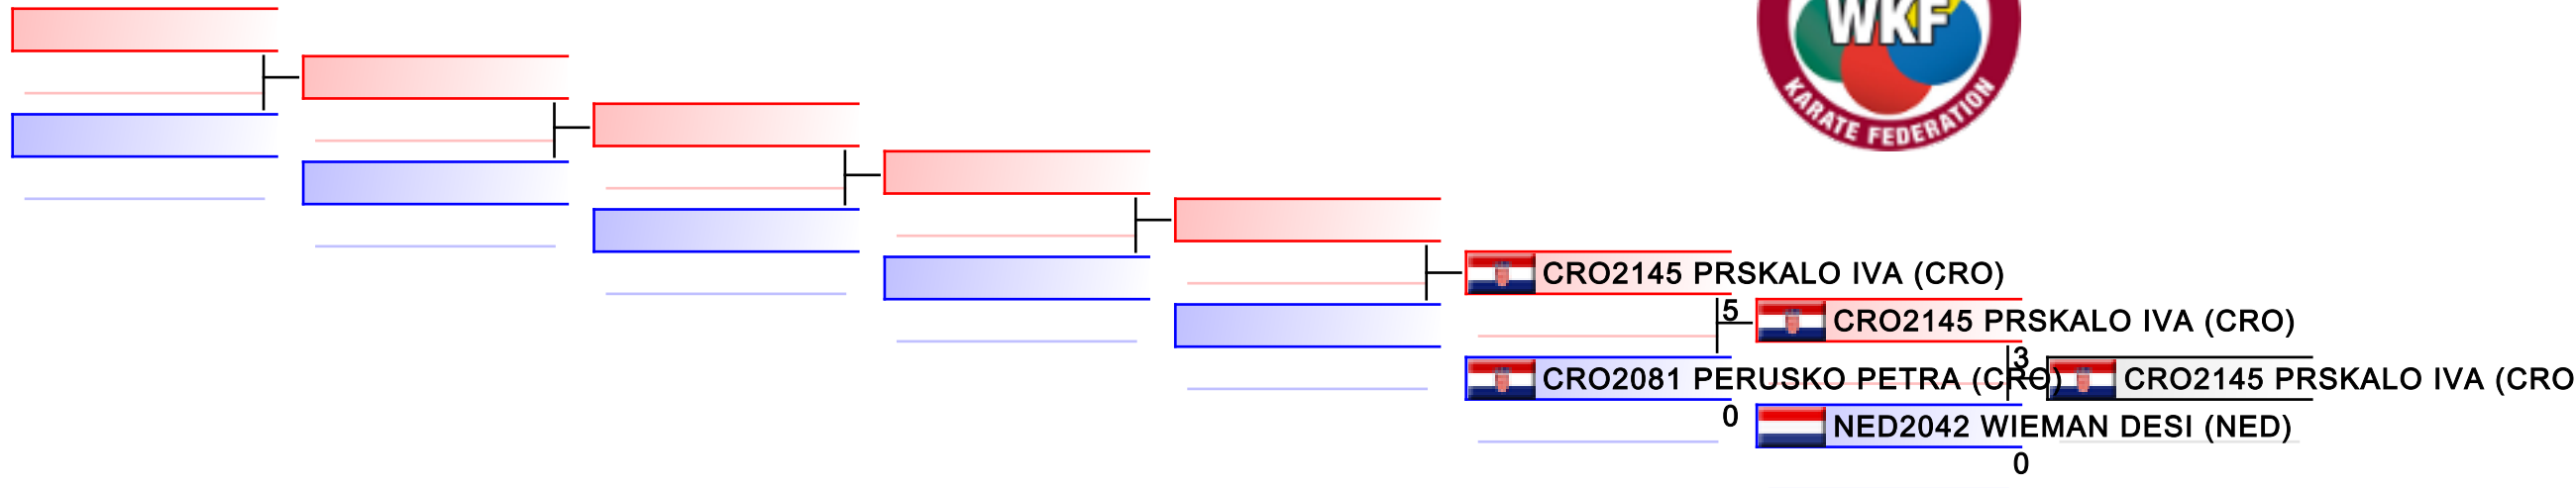 WKF
KARATE FEDERATION
CRO2145 PRSKALO IVA (CRO)
5
CRO2145 PRSKALO IVA (CRO)
3
CRO2081 PERUSKO PETRA (CRO)
CRO2145 PRSKALO IVA (CRO
0
NED2042 WIEMAN DESI (NED)
0